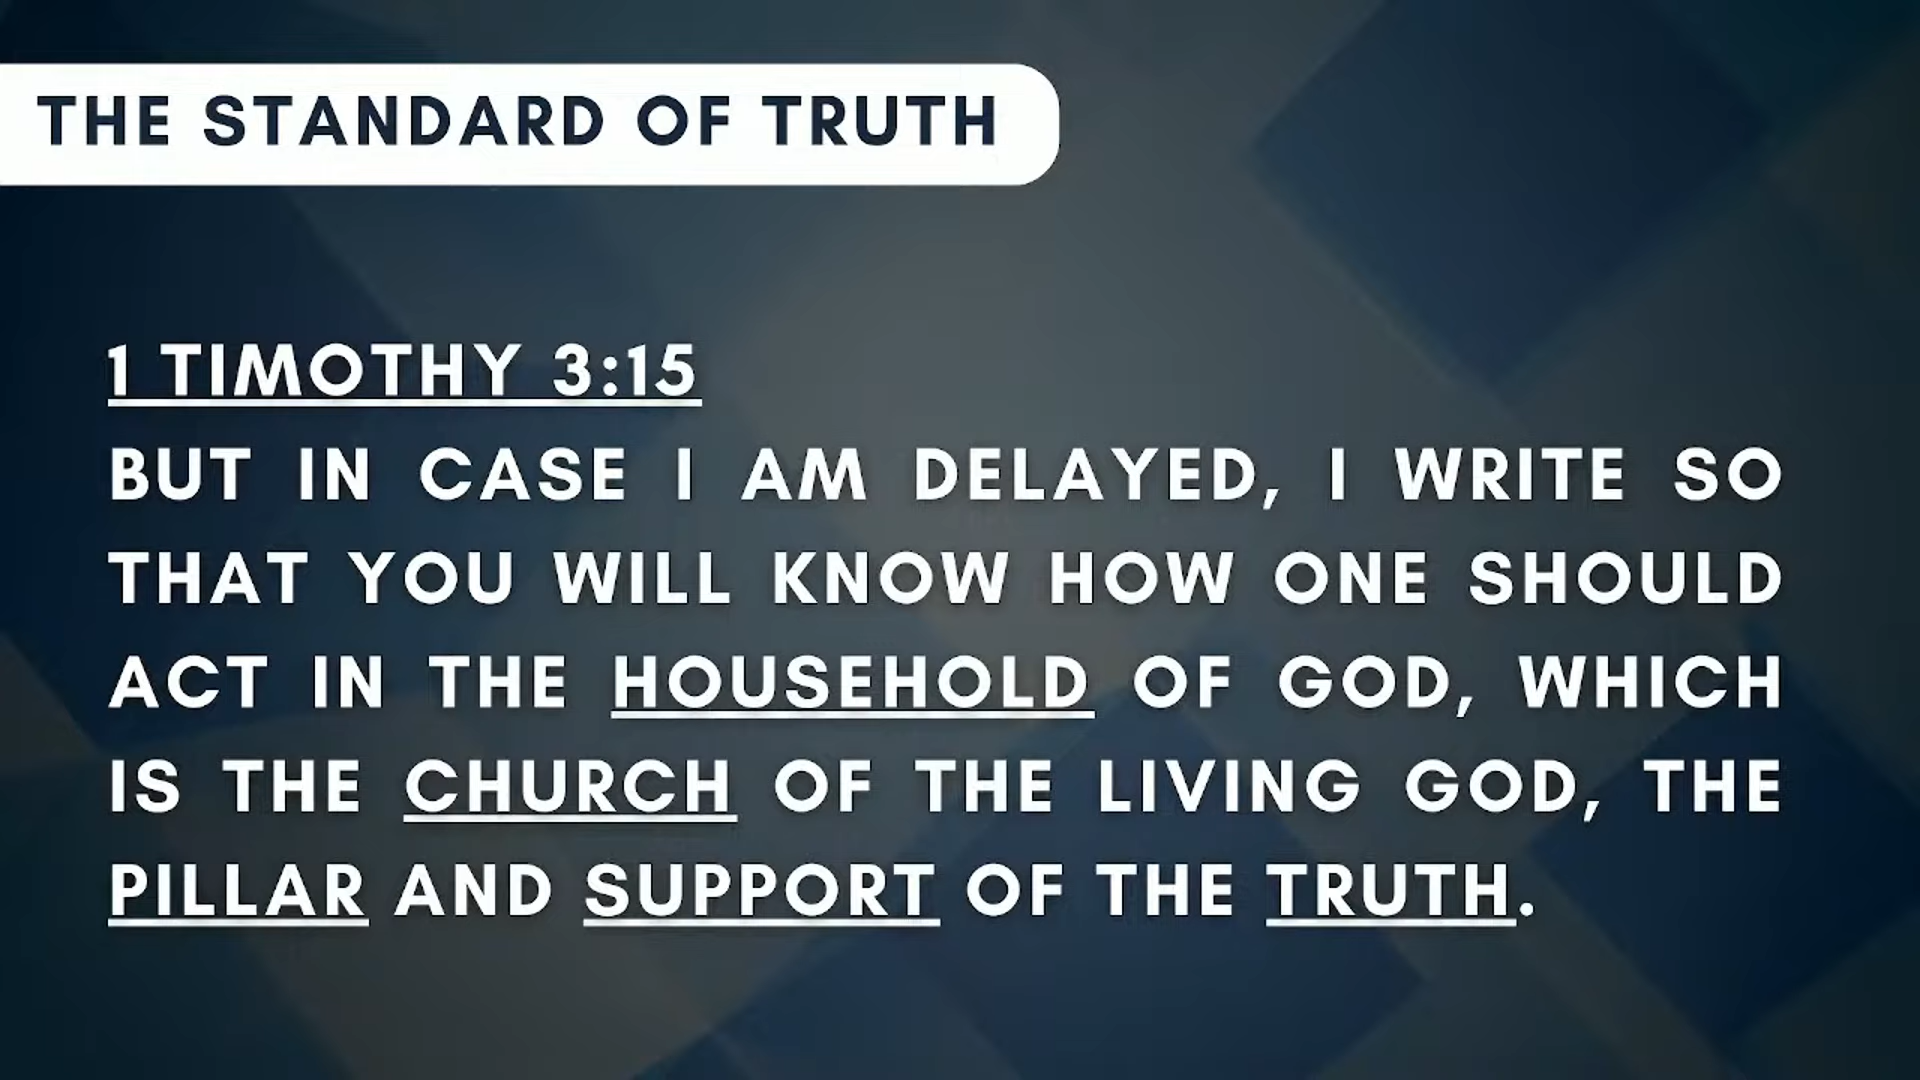 THE STANDARD OF TRUTH
1 TIMOTHY 3:15
BUT IN CASE I AM DELAYED, I WRITE SO
THAT YOU WILL KNOW HOW ONE SHOULD
ACT IN THE HOUSEHOLD OF GOD, WHICH
IS THE CHURCH OF THE LIVING GOD, THE
PILLAR AND SUPPORT OF THE TRUTH.